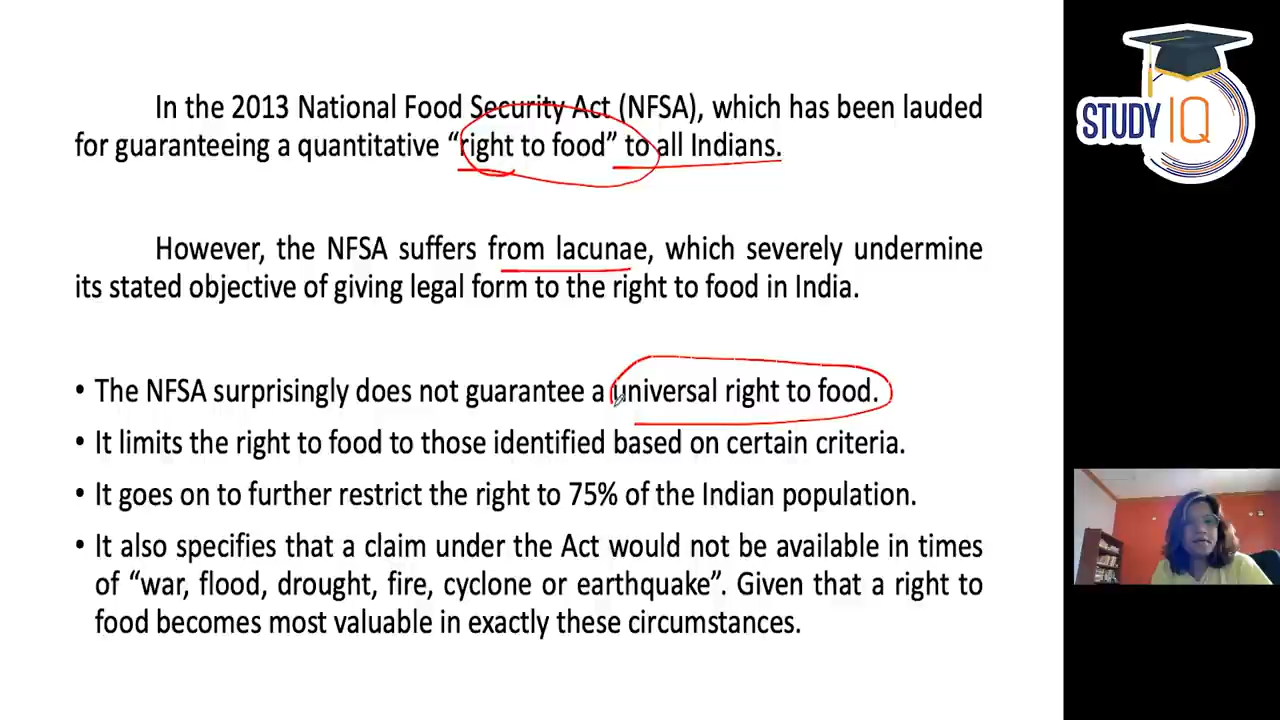 In the 2013 National Food Security Act (NFSA), which has been lauded
for guaranteeing a quantitative “right to food” to all Indians.
However, the NFSA suffers from lacunae, which severely undermine
its stated objective of giving legal form to the right to food in India.
• The NFSA surprisingly does not guarantee a universal right to food.
• It limits the right to food to those identified based on certain criteria.
• It goes on to further restrict the right to 75% of the Indian population.
• It also specifies that a claim under the Act would not be available in times
of “war, flood, drought, fire, cyclone or earthquake”. Given that a right to
food becomes most valuable in exactly these circumstances.
STUDY IQ